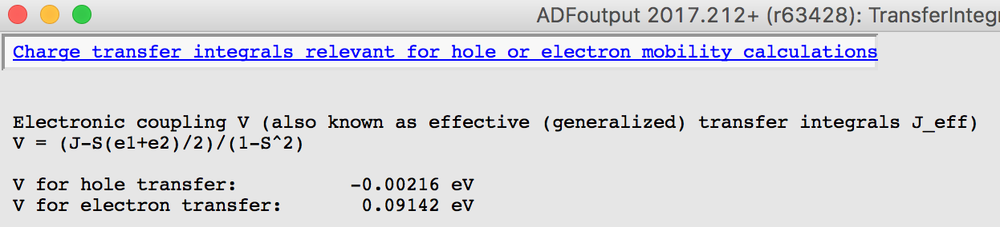 ADFoutput 2017.212+ (r63428): TransferIntegr
Charge transfer integrals relevant for hole or electron mobility calculations
Electronic coupling V (also known as effective (generalized) transfer integrals J_eff)
V = (J-S(e1+e2)/2)/(1-S^2)
V for hole transfer: -0.00216 eV
V for electron transfer: 0.09142 eV